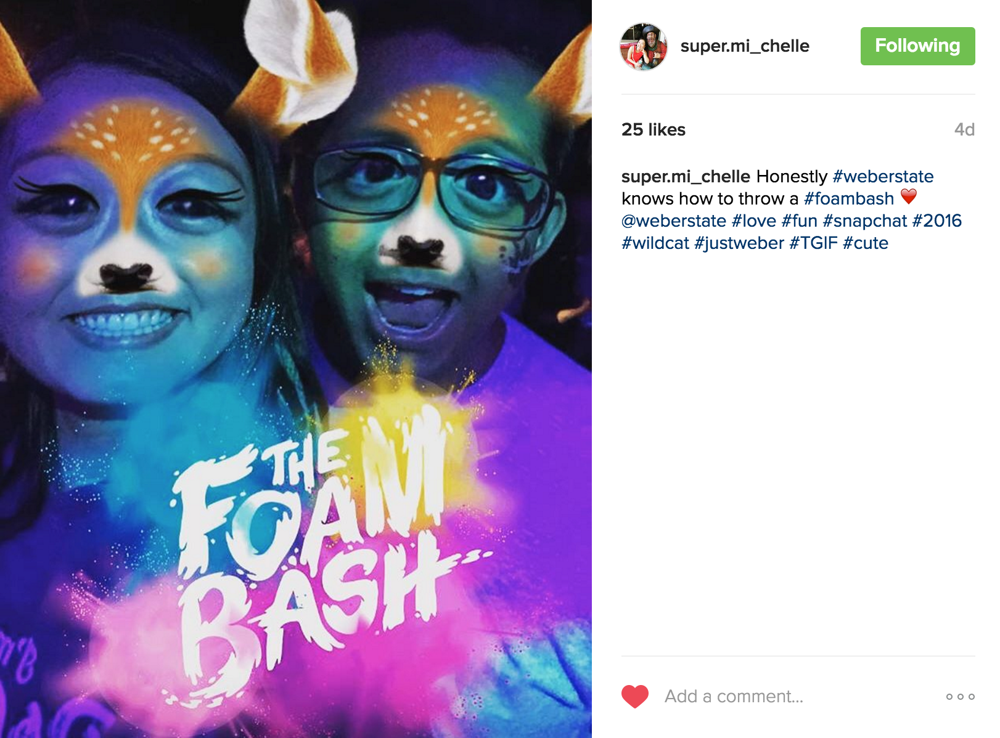 THE
FOAM
BASH
super.mi_chelle
Following
25 likes
4d
super.mi_chelle Honestly #weberstate
knows how to throw a #foambash ❤️
@weberstate #love #fun #snapchat #2016
#wildcat #justweber #TGIF #cute
Add a comment...